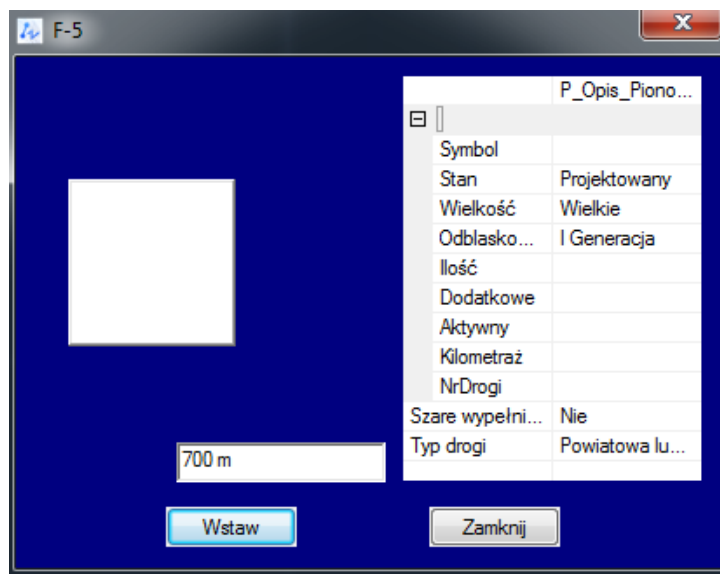 F-5
P_Opis_Piono...
Symbol
Stan Projektowany
Wielkość Wielkie
Odblasko... I Generacja
Ilość
Dodatkowe
Aktywny
Kilometraż
NrDrogi
Szare wypełni... Nie
Typ drogi Powiatowa lu...
700 m
Wstaw Zamknij